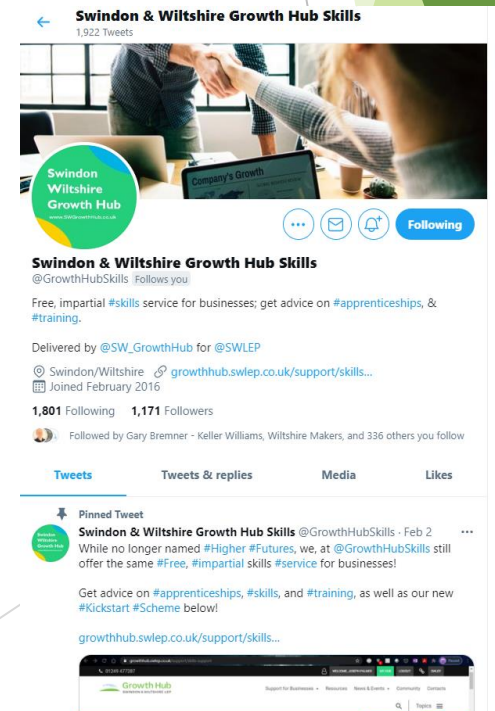 Swindon & Wiltshire Growth Hub Skills
1,922 Tweets
Company's Growth
Swindon
Wiltshire
Growth Hub
www.SWGrowthHub.co.uk
Following
Swindon & Wiltshire Growth Hub Skills
@GrowthHubSkills Follows you
Free, impartial #skills service for businesses; get advice on #apprenticeships, &
#training.
Delivered by @SW_GrowthHub for @SWLEP
Swindon/Wiltshire growthhub.swlep.co.uk/support/skills...
Joined February 2016
1,801 Following 1,171 Followers
Followed by Gary Bremner - Keller Williams, Wiltshire Makers, and 336 others you follow
Tweets Tweets & replies Media Likes
Pinned Tweet
Swindon & Wiltshire Growth Hub Skills @GrowthHubSkills · Feb 2
While no longer named #Higher #Futures, we, at @GrowthHubSkills still
offer the same #Free, #impartial skills #service for businesses!
Get advice on #apprenticeships, #skills, and #training, as well as our new
#Kickstart #Scheme below!
growthhub.swlep.co.uk/support/skills...
Growth Hub
Support for Businesses Resources News & Events Community Contacts
Topics